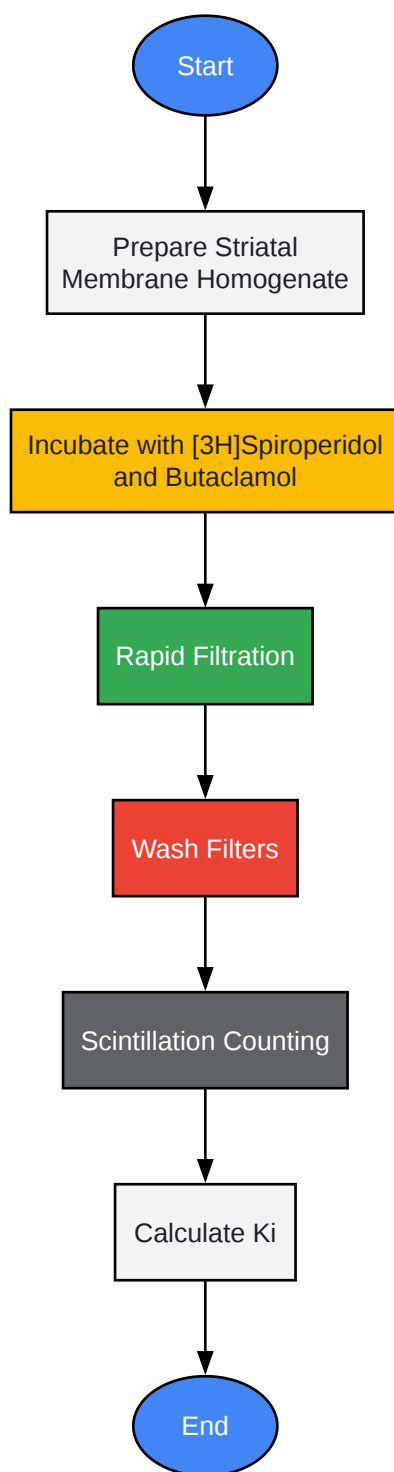 Start
Prepare Striatal
Membrane Homogenate
Incubate with [3H]Spiroperidol
and Butaclamol
Rapid Filtration
Wash Filters
Scintillation Counting
Calculate Ki
End